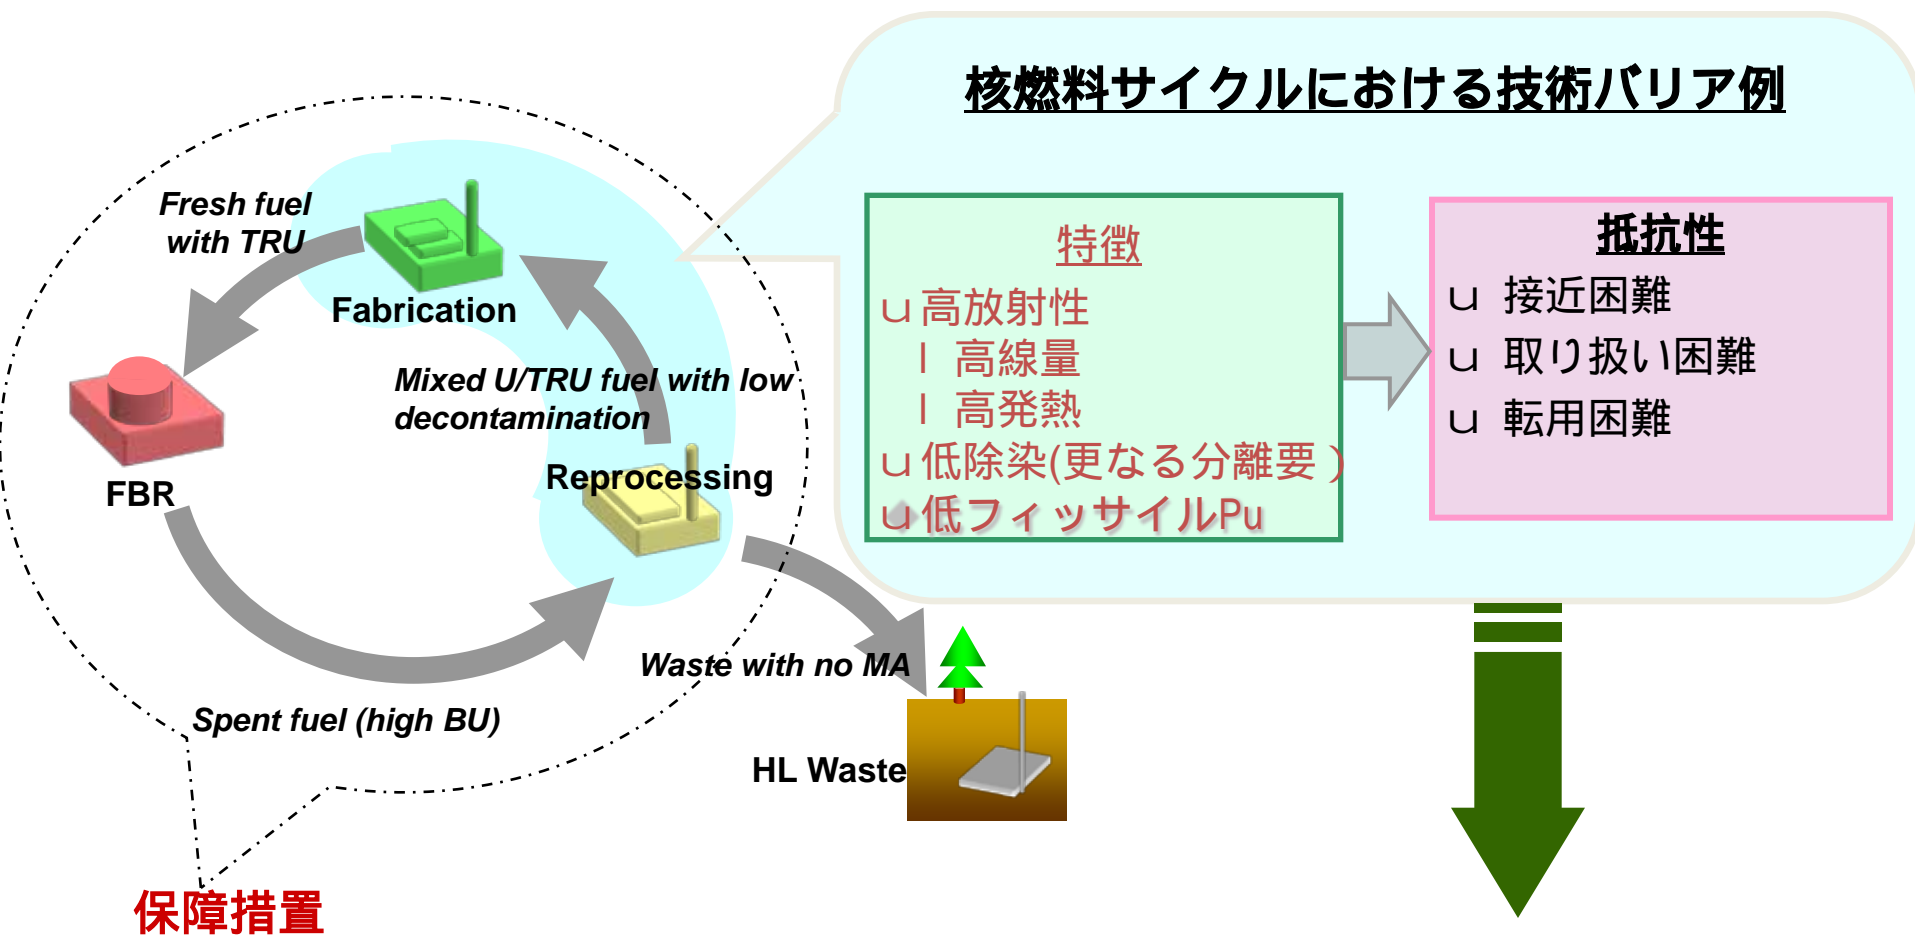 核燃料サイクルにおける技術バリア例
特徴
u高放射性
l 高線量
l 高発熱
u低除染(更なる分離要）
u低フィッサイルPu
抵抗性
u 接近困難
u 取り扱い困難
u 転用困難
Fresh fuel
with TRU
Fabrication
Mixed U/TRU fuel with low
decontamination
Reprocessing
FBR
Waste with no MA
Spent fuel (high BU)
HL Waste
保障措置